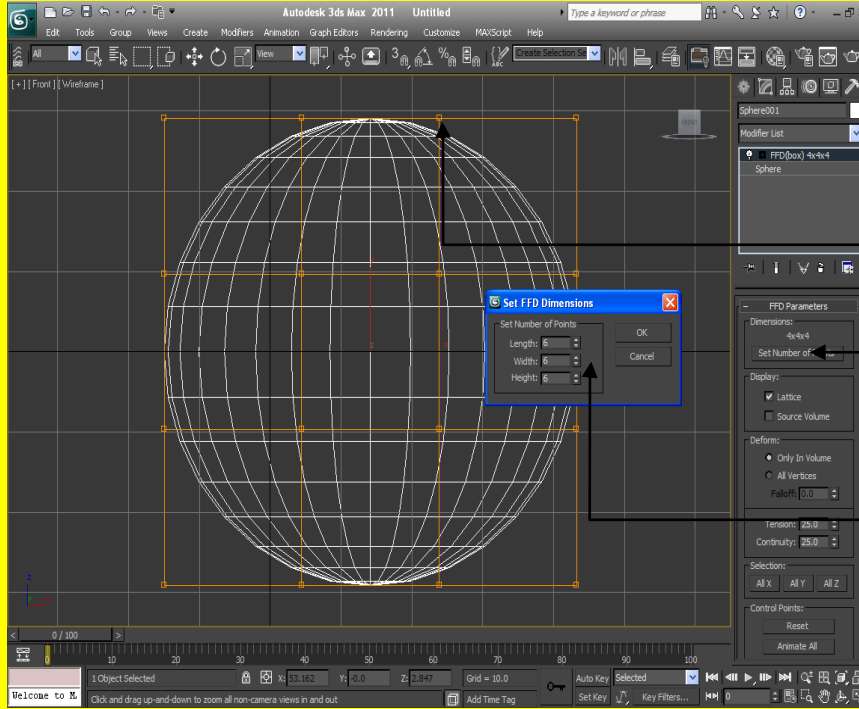 Autodesk 3ds Max 2011 Untitled
Type a keyword or phrase
Edit Tools Group Views Create Modifiers Animation Graph Editors Rendering Customize MAXScript Help
All View 3 Create Selection Se
[ + ] [ Front ] [ Wireframe ]
FRONT
Sphere001
Modifier List
FFD(box) 4x4x4
Sphere
Set FFD Dimensions
Set Number of Points
Length: 6
Width: 6
Height: 6
OK
Cancel
FFD Parameters
Dimensions:
4x4x4
Set Number of
Display:
Lattice
Source Volume
Deform:
Only In Volume
All Vertices
Falloff: 0.0
Tension: 25.0
Continuity: 25.0
Selection:
All X All Y All Z
Control Points:
Reset
Animate All
z
x
0 / 100
0 10 20 30 40 50 60 70 80 90 100
1 Object Selected X: 53.162 Y: -0.0 Z: 2.847 Grid = 10.0 Auto Key Selected
Welcome to M Click and drag up-and-down to zoom all non-camera views in and out Add Time Tag Set Key Key Filters... 0